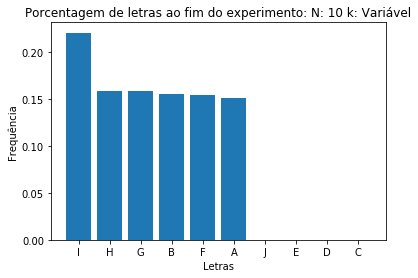 Porcentagem de letras ao fim do experimento: N: 10 k: Variável
Frequência
0.20
0.15
0.10
0.05
0.00
I H G B F A J E D C
Letras